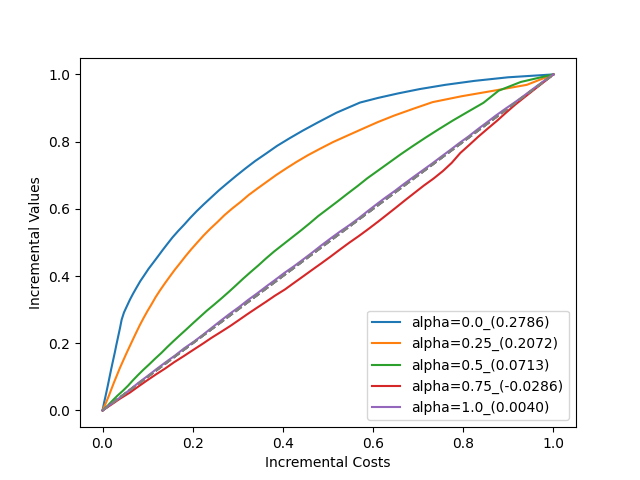 1.0
0.8
0.6
0.4
0.2
0.0
Incremental Values
alpha=0.0_(0.2786)
alpha=0.25_(0.2072)
alpha=0.5_(0.0713)
alpha=0.75_(-0.0286)
alpha=1.0_(0.0040)
0.0 0.2 0.4 0.6 0.8 1.0
Incremental Costs